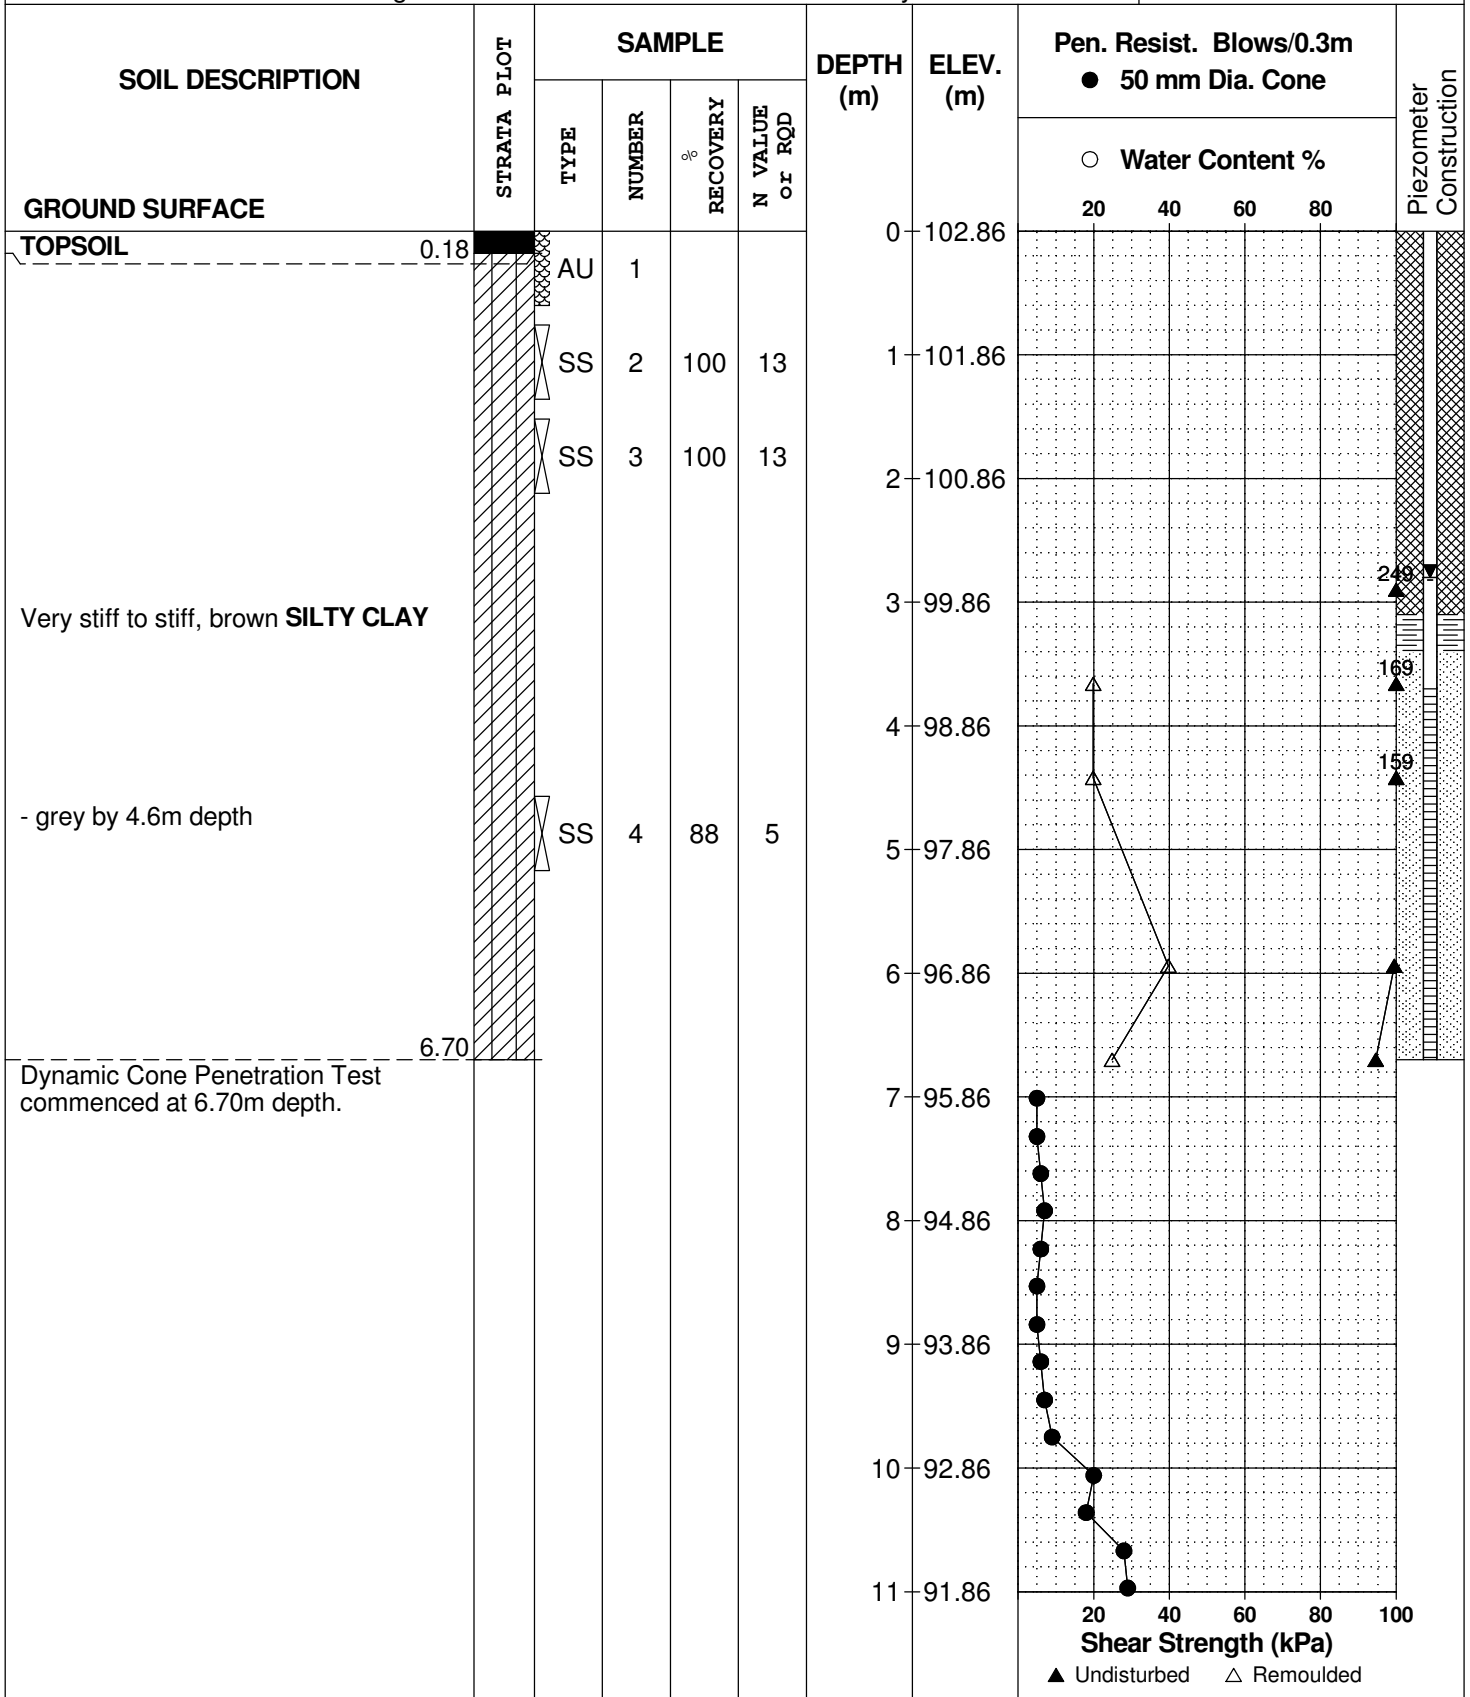 SOIL DESCRIPTION
GROUND SURFACE
STRATA PLOT
SAMPLE
TYPE
NUMBER
% RECOVERY
N VALUE or RQD
DEPTH (m)
ELEV. (m)
Pen. Resist. Blows/0.3m
● 50 mm Dia. Cone
○ Water Content %
20 40 60 80
Piezometer Construction
TOPSOIL 0.18
0 102.86
AU 1
SS 2 100 13
1 101.86
SS 3 100 13
2 100.86
249
Very stiff to stiff, brown SILTY CLAY
3 99.86
169
4 98.86
159
- grey by 4.6m depth
SS 4 88 5
5 97.86
6 96.86
6.70
Dynamic Cone Penetration Test
commenced at 6.70m depth.
7 95.86
8 94.86
9 93.86
10 92.86
11 91.86
20 40 60 80 100
Shear Strength (kPa)
▲ Undisturbed △ Remoulded